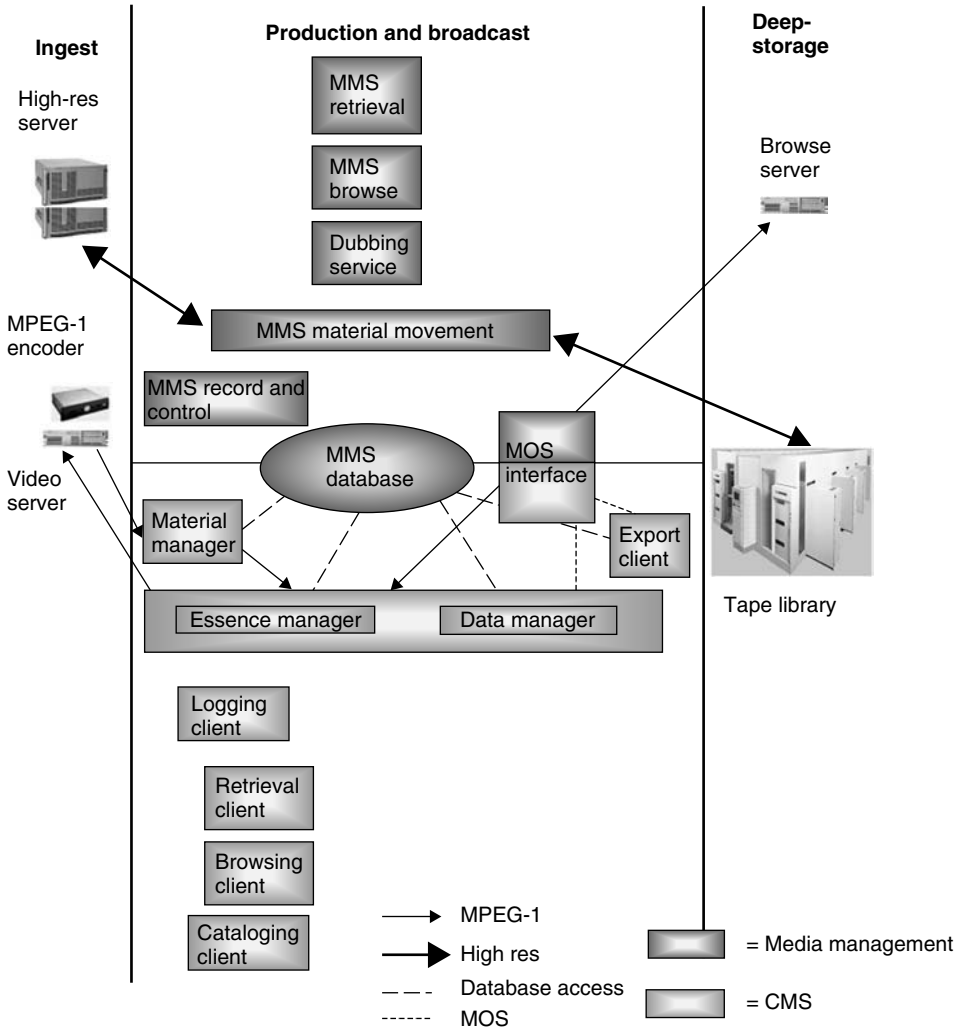 Ingest
Production and broadcast
Deep-
storage
High-res
server
MMS
retrieval
MMS
browse
Browse
server
Dubbing
service
MPEG-1
encoder
MMS material movement
MMS record and
control
MMS
database
MOS
interface
Video
server
Material
manager
Export
client
Tape library
Essence manager
Data manager
Logging
client
Retrieval
client
Browsing
client
Cataloging
client
MPEG-1
High res
Database access
MOS
= Media management
= CMS